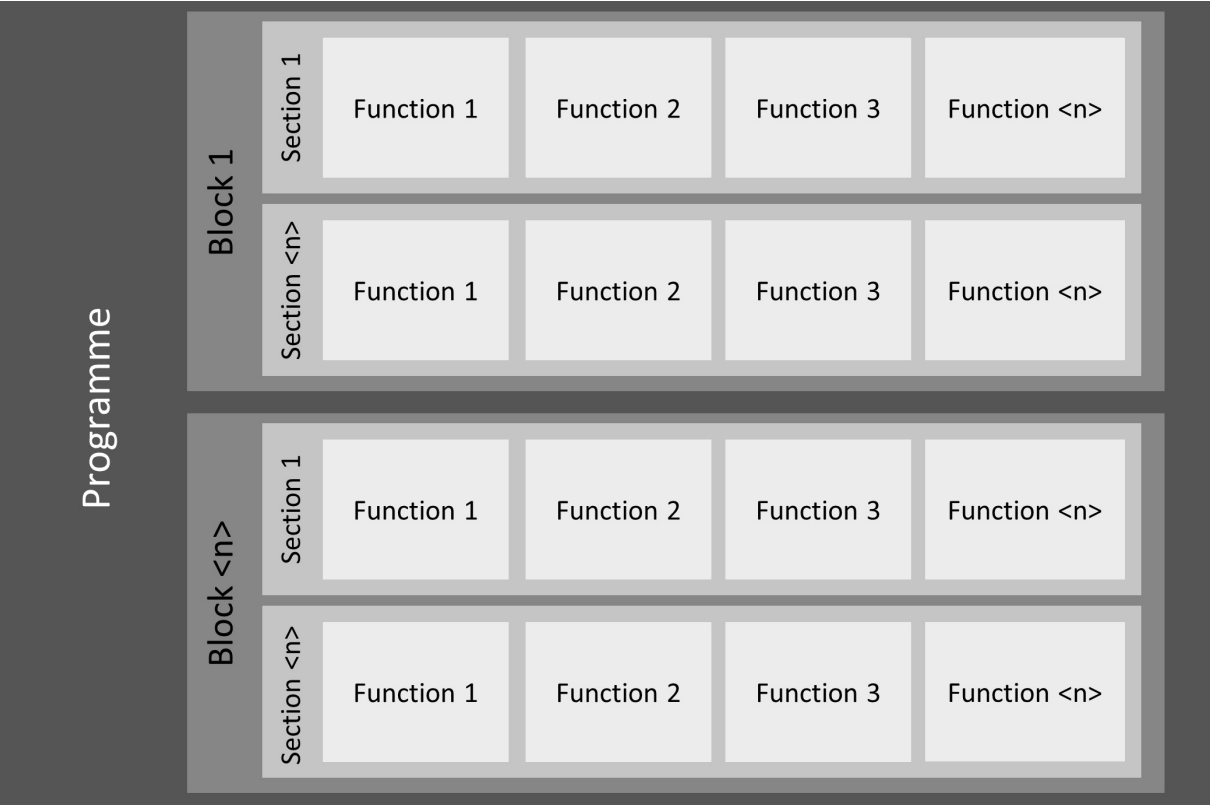 Programme
Block 1
Section 1
Function 1
Function 2
Function 3
Function <n>
Section <n>
Function 1
Function 2
Function 3
Function <n>
Block <n>
Section 1
Function 1
Function 2
Function 3
Function <n>
Section <n>
Function 1
Function 2
Function 3
Function <n>